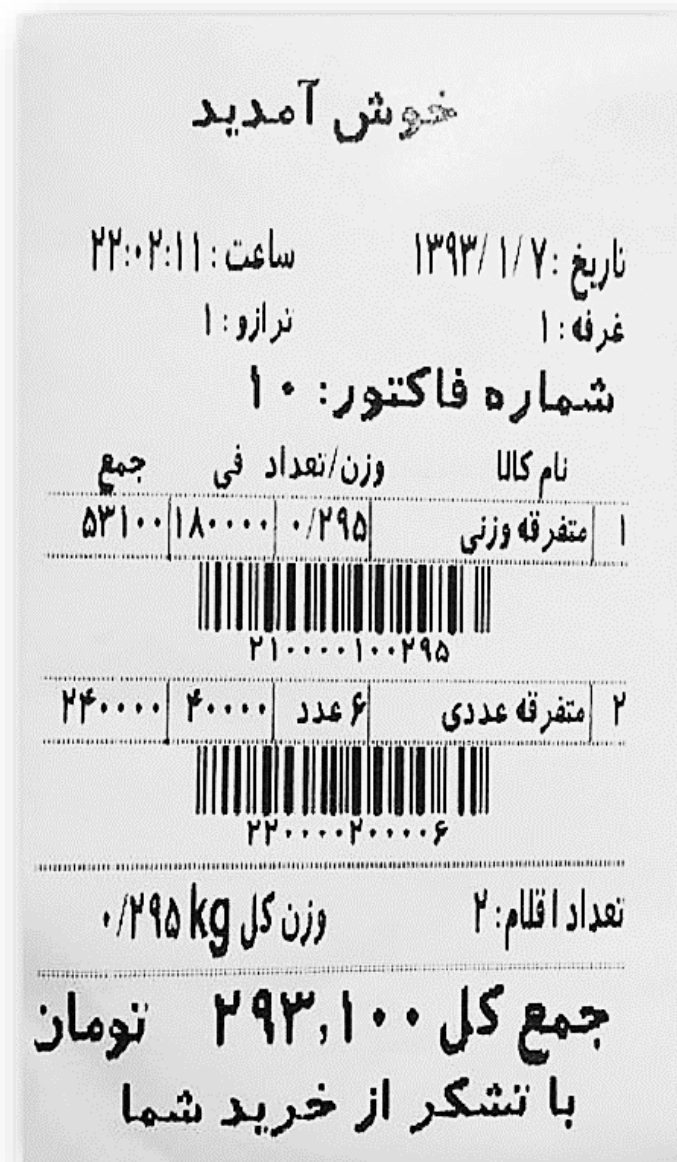 خوش آمدید
تاریخ : ۱۳۹۳/۱/۷ ساعت : ۲۲:۰۲:۱۱
غرفه : ۱ ترازو : ۱
شماره فاکتور: ۱۰
نام کالا وزن/تعداد فی جمع
۱ متفرقه وزنی ۰/۲۹۵ ۱۸۰۰۰۰ ۵۳۱۰۰
۲۱۰۰۰۰۱۰۰۲۹۵
۲ متفرقه عددی ۶ عدد ۴۰۰۰۰ ۲۴۰۰۰۰
۲۲۰۰۰۰۲۰۰۰۰۶
تعداد اقلام: ۲ وزن کل ۰/۲۹۵ kg
جمع کل ۲۹۳,۱۰۰ تومان
با تشکر از خرید شما